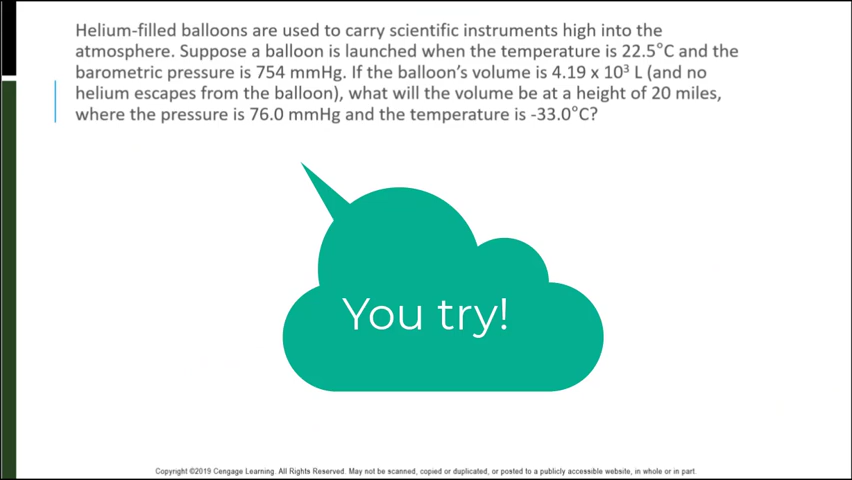 Helium-filled balloons are used to carry scientific instruments high into the
atmosphere. Suppose a balloon is launched when the temperature is 22.5°C and the
barometric pressure is 754 mmHg. If the balloon's volume is 4.19 x 10³ L (and no
helium escapes from the balloon), what will the volume be at a height of 20 miles,
where the pressure is 76.0 mmHg and the temperature is -33.0°C?
You try!
Copyright ©2019 Cengage Learning. All Rights Reserved. May not be scanned, copied or duplicated, or posted to a publicly accessible website, in whole or in part.